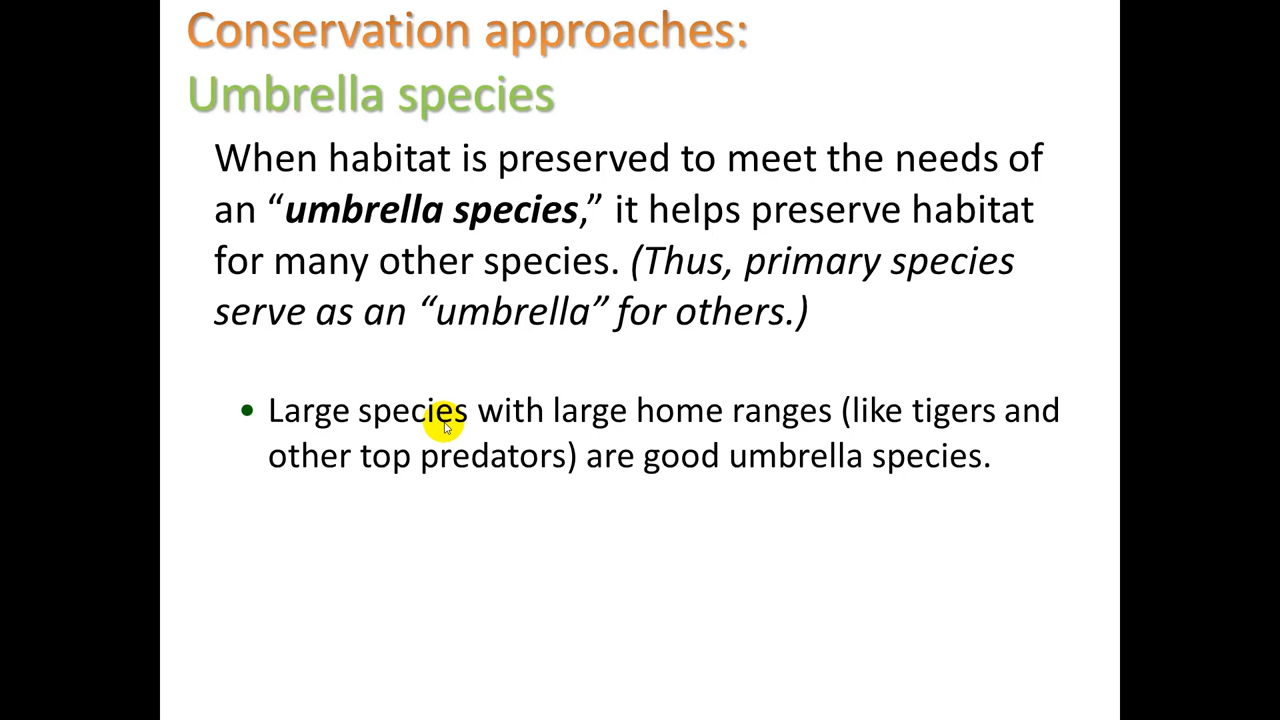 Conservation approaches:
Umbrella species
When habitat is preserved to meet the needs of
an “umbrella species,” it helps preserve habitat
for many other species. (Thus, primary species
serve as an “umbrella” for others.)
• Large species with large home ranges (like tigers and
other top predators) are good umbrella species.